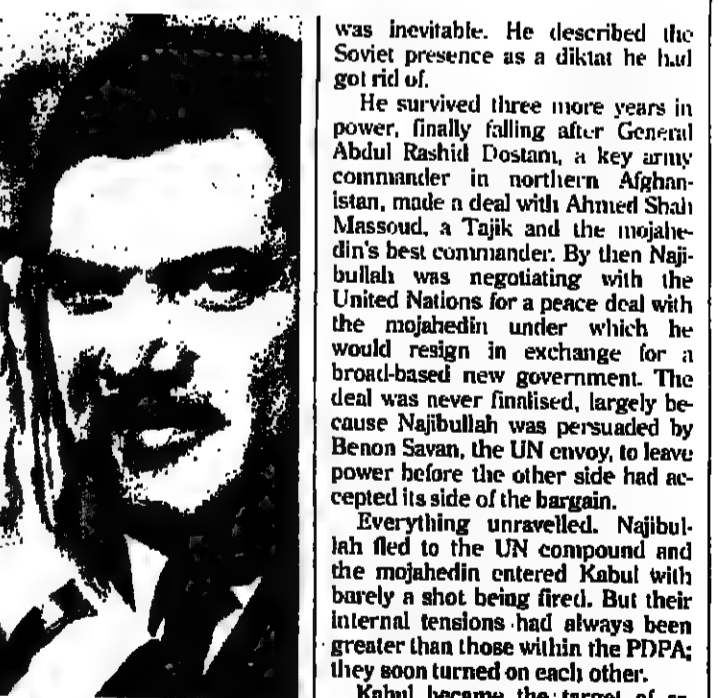 was inevitable. He described the
Soviet presence as a diktat he had
got rid of.
He survived three more years in
power, finally falling after General
Abdul Rashid Dostam, a key army
commander in northern Afghan-
istan, made a deal with Ahmed Shah
Massoud, a Tajik and the mojahe-
din's best commander. By then Naji-
bullah was negotiating with the
United Nations for a peace deal with
the mojahedin under which he
would resign in exchange for a
broad-based new government. The
deal was never finalised, largely be-
cause Najibullah was persuaded by
Benon Savan, the UN envoy, to leave
power before the other side had ac-
cepted its side of the bargain.
Everything unravelled. Najibul-
lah fled to the UN compound and
the mojahedin entered Kabul with
barely a shot being fired. But their
internal tensions had always been
greater than those within the PDPA;
they soon turned on each other.
Kabul became the target of